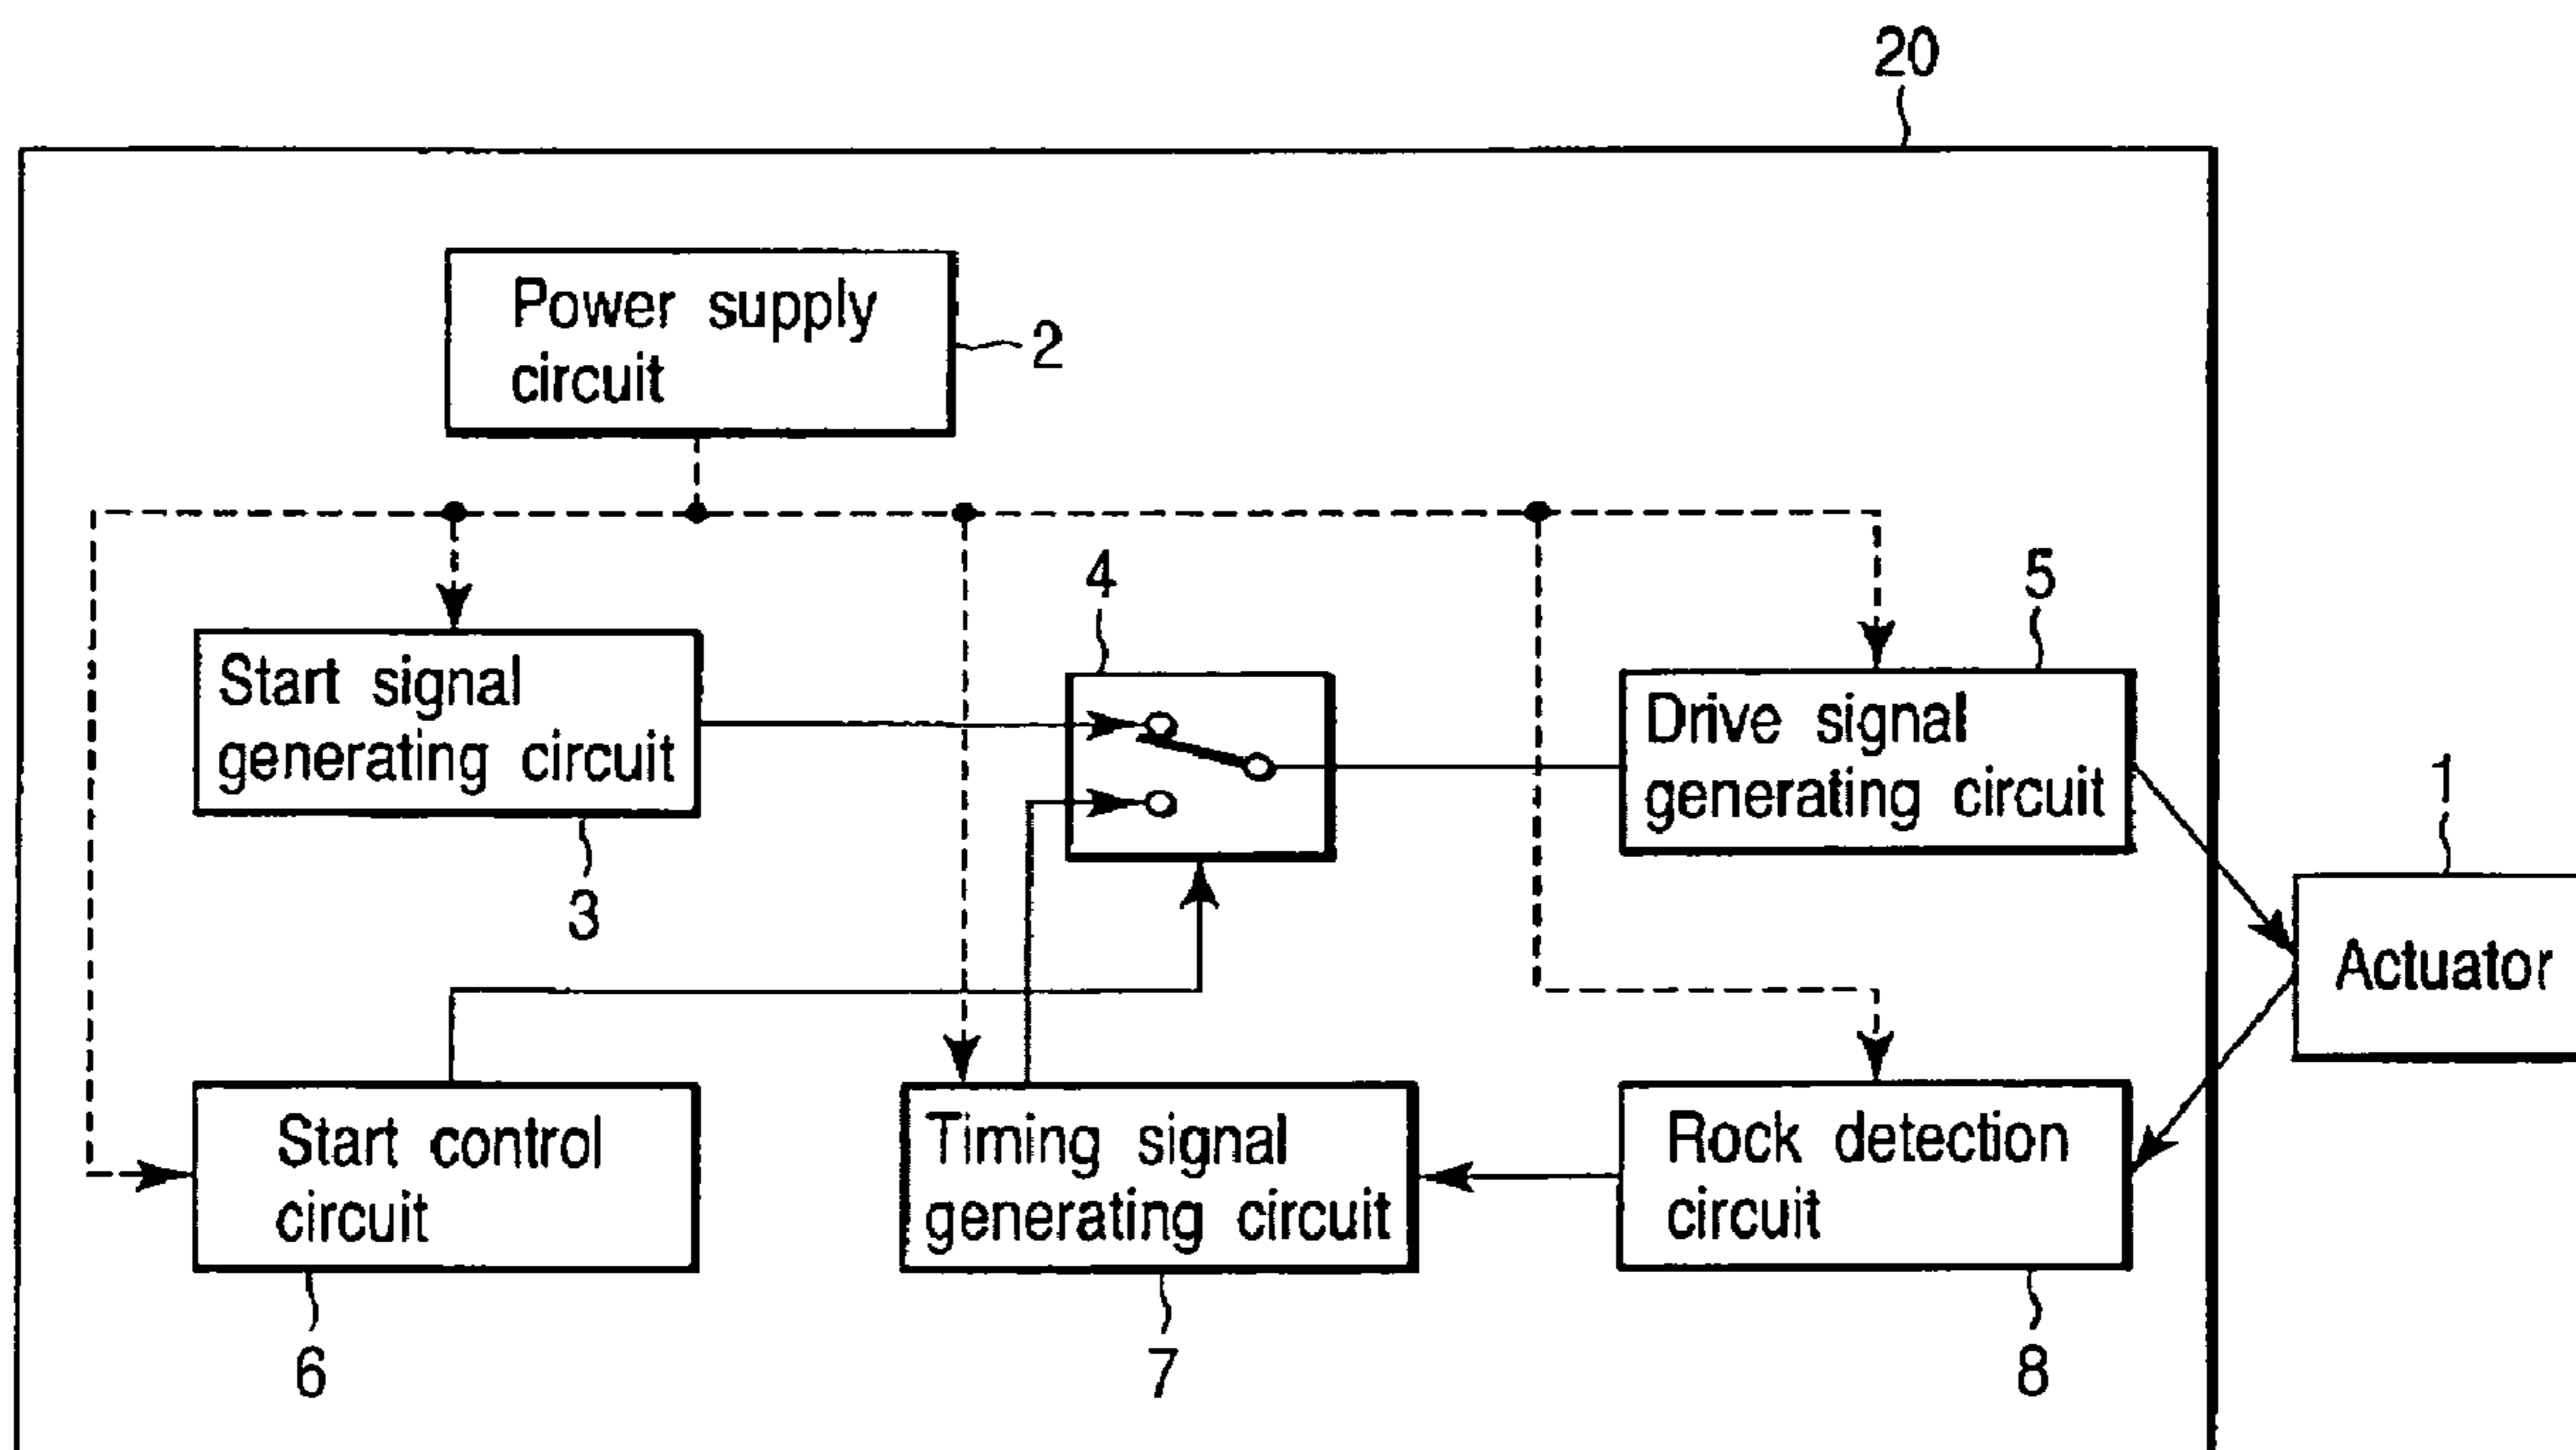 20
Power supply
circuit
2
4
5
Start signal
generating circuit
3
Drive signal
generating circuit
1
Actuator
Start control
circuit
6
Timing signal
generating circuit
7
Rock detection
circuit
8